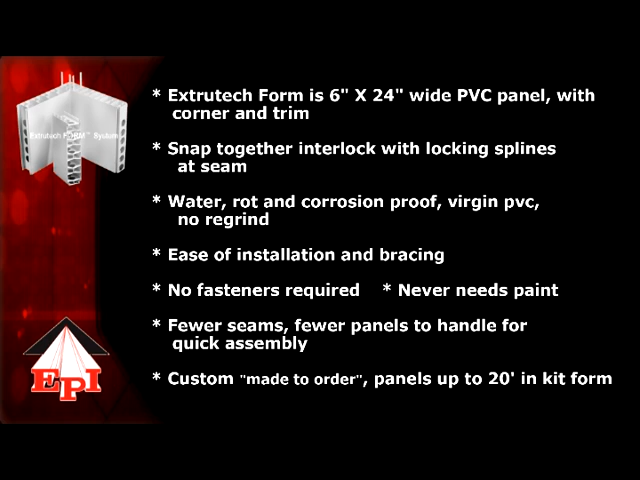 Extrutech FORM™ System
* Extrutech Form is 6" X 24" wide PVC panel, with
corner and trim
* Snap together interlock with locking splines
at seam
* Water, rot and corrosion proof, virgin pvc,
no regrind
* Ease of installation and bracing
* No fasteners required * Never needs paint
* Fewer seams, fewer panels to handle for
quick assembly
* Custom "made to order", panels up to 20' in kit form
EPI